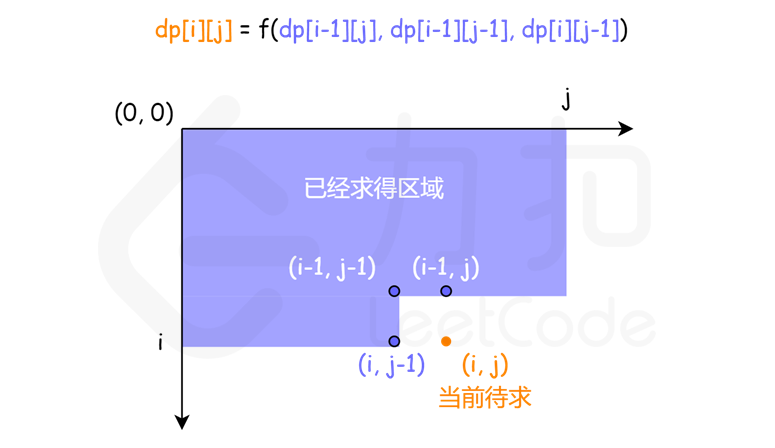 dp[i][j] = f(dp[i-1][j], dp[i-1][j-1], dp[i][j-1])
j
(0, 0)
已经求得区域
(i-1, j-1) (i-1, j)
i
(i, j-1) (i, j)
当前待求
力扣
LeetCode